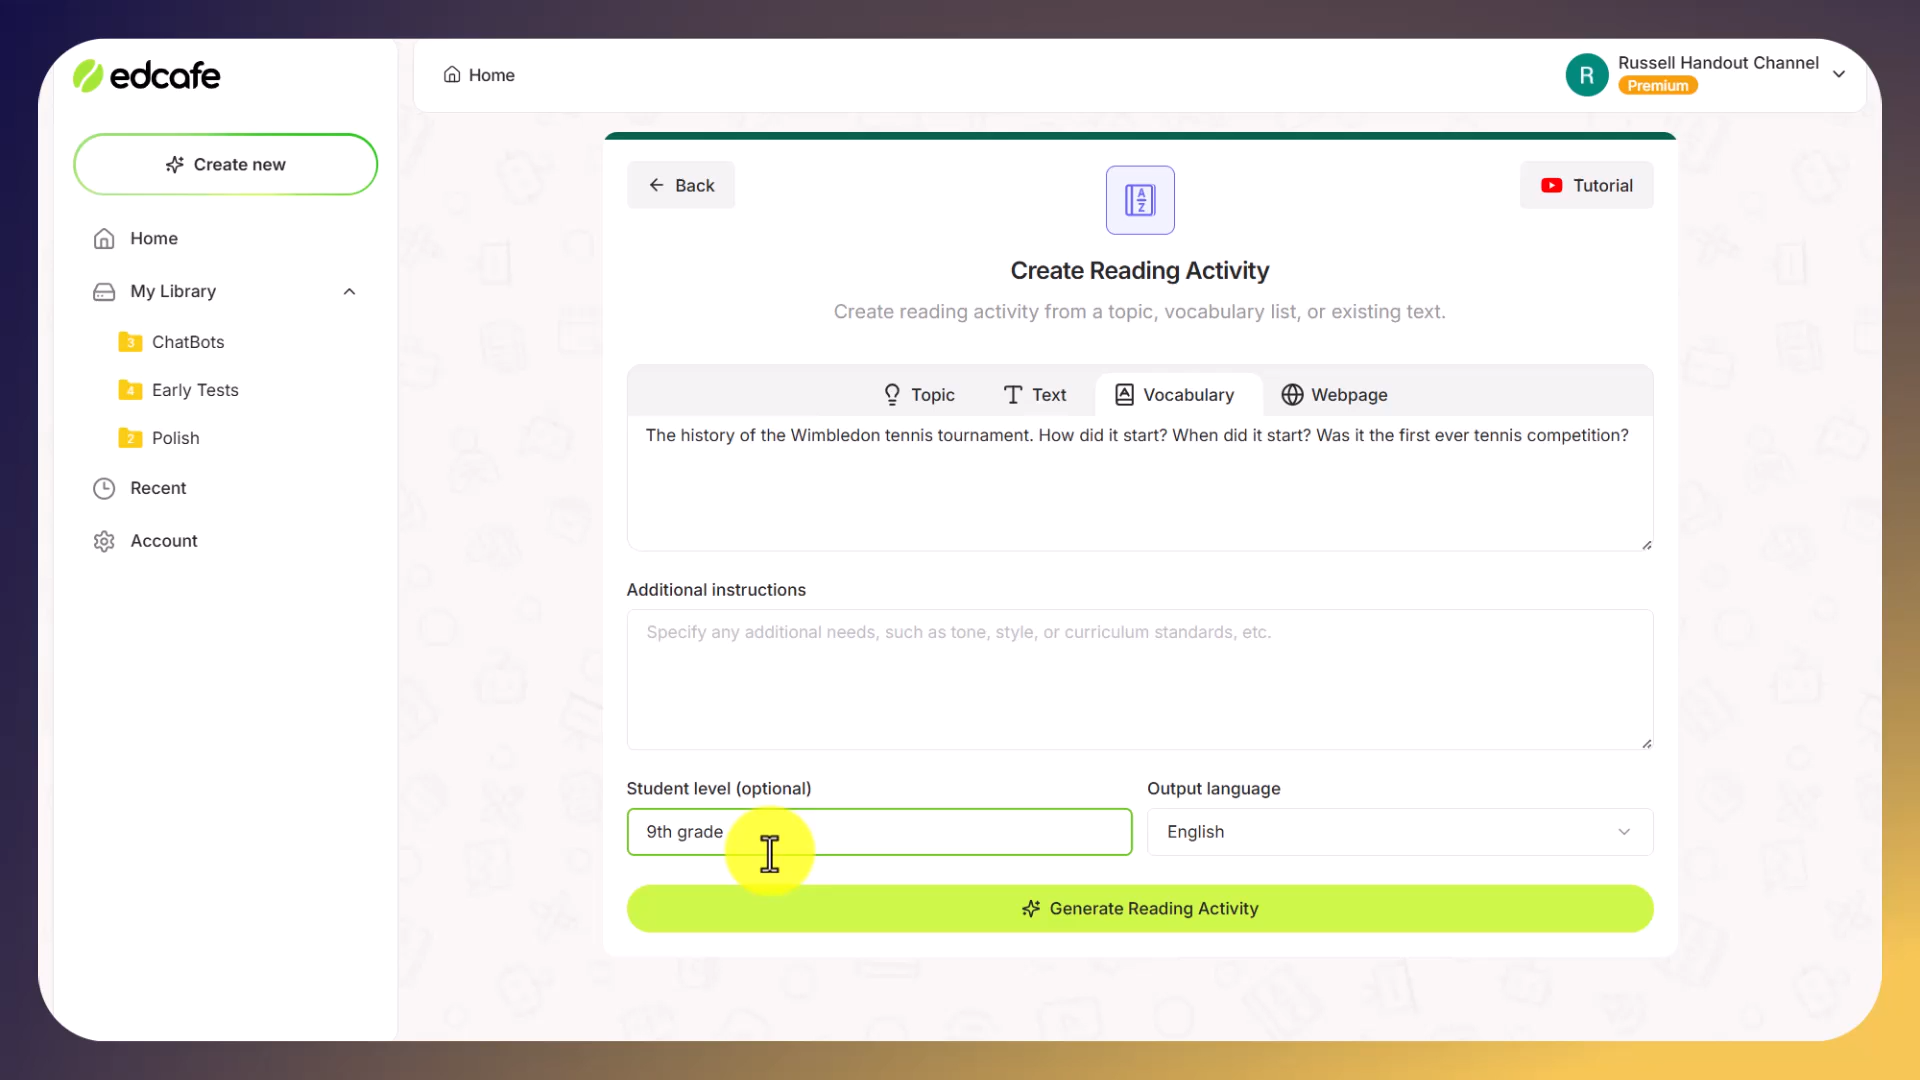 edcafe
Create new
Home
My Library
3 ChatBots
4 Early Tests
2 Polish
Recent
Account
Home
R
Russell Handout Channel
Premium
Back
A
Z
Tutorial
Create Reading Activity
Create reading activity from a topic, vocabulary list, or existing text.
Topic
Text
Vocabulary
Webpage
The history of the Wimbledon tennis tournament. How did it start? When did it start? Was it the first ever tennis competition?
Additional instructions
Specify any additional needs, such as tone, style, or curriculum standards, etc.
Student level (optional)
Output language
9th grade
English
Generate Reading Activity